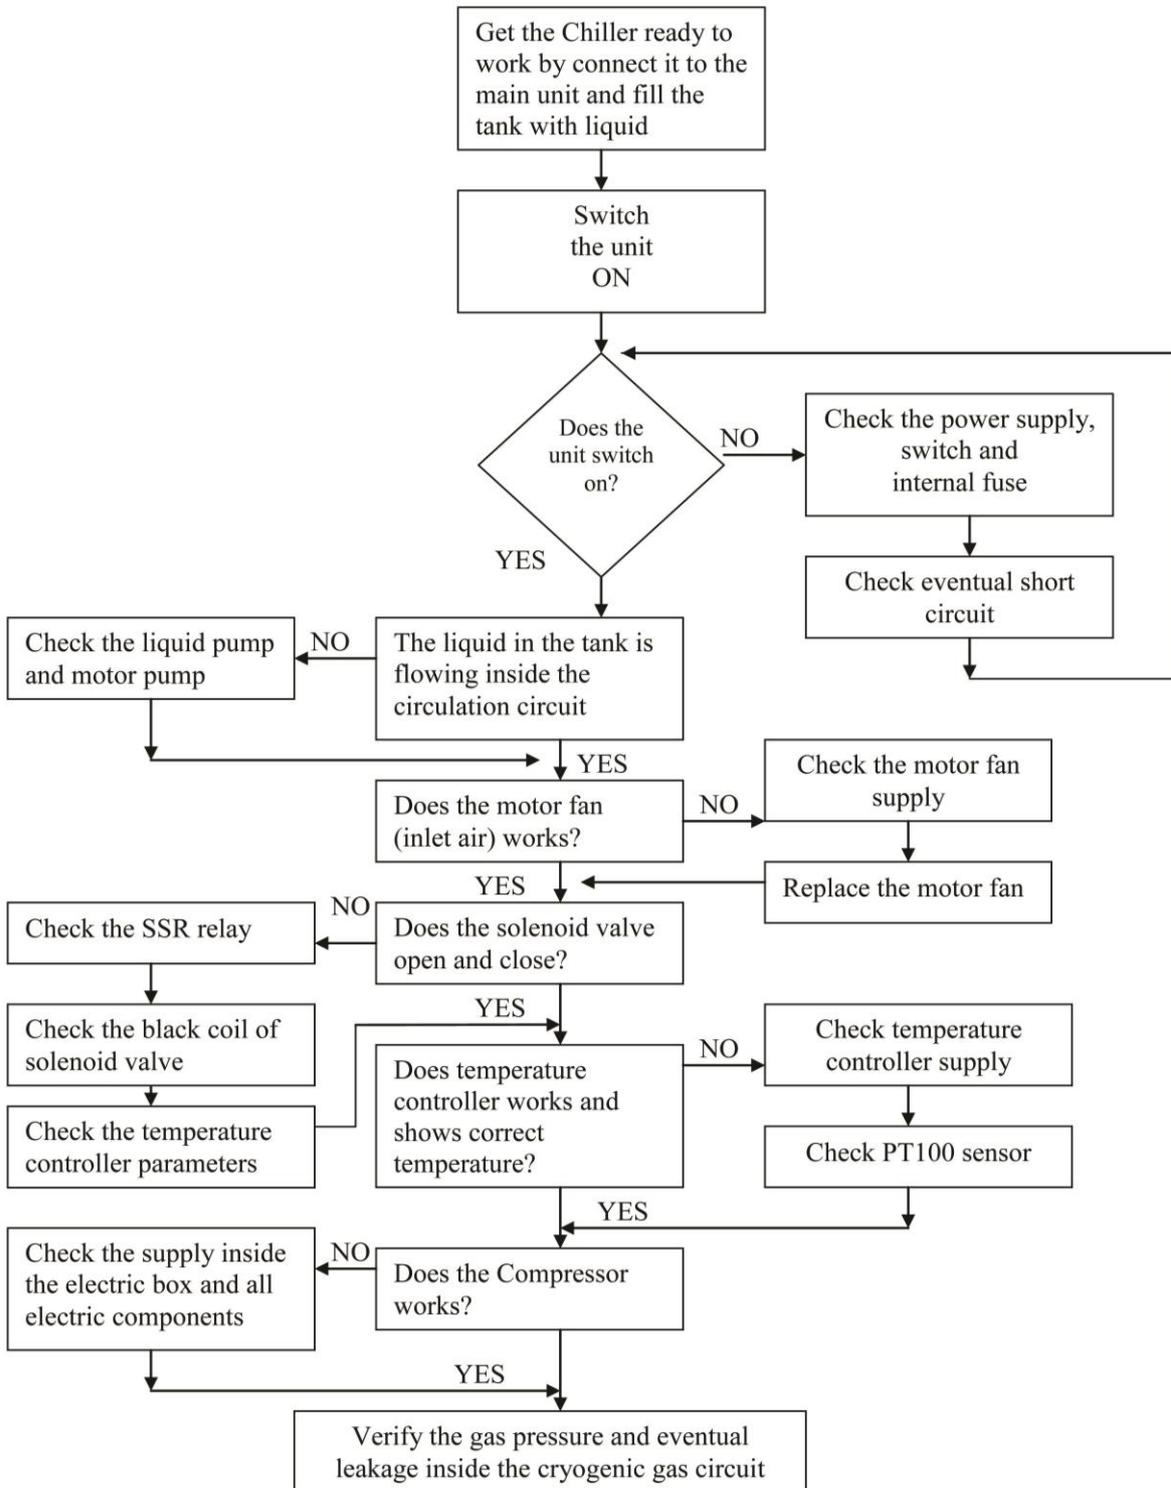 Get the Chiller ready to
work by connect it to the
main unit and fill the
tank with liquid
Switch
the unit
ON
Does the
unit switch
on?
NO
Check the power supply,
switch and
internal fuse
YES
Check eventual short
circuit
Check the liquid pump
and motor pump
NO
The liquid in the tank is
flowing inside the
circulation circuit
YES
Does the motor fan
(inlet air) works?
NO
Check the motor fan
supply
YES
Replace the motor fan
Check the SSR relay
NO
Does the solenoid valve
open and close?
YES
Check the black coil of
solenoid valve
Check the temperature
controller parameters
Does temperature
controller works and
shows correct
temperature?
NO
Check temperature
controller supply
Check PT100 sensor
YES
Check the supply inside
the electric box and all
electric components
NO
Does the Compressor
works?
YES
Verify the gas pressure and eventual
leakage inside the cryogenic gas circuit